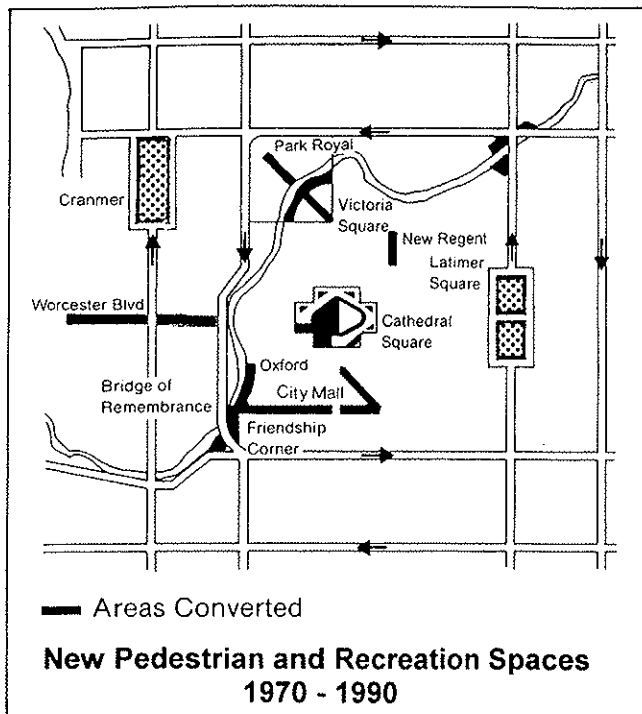 Park Royal
Cranmer
Victoria
Square
New Regent
Latimer
Square
Worcester Blvd
Cathedral
Square
Oxford
City Mall
Bridge of
Remembrance
Friendship
Corner
Areas Converted
New Pedestrian and Recreation Spaces
1970 - 1990